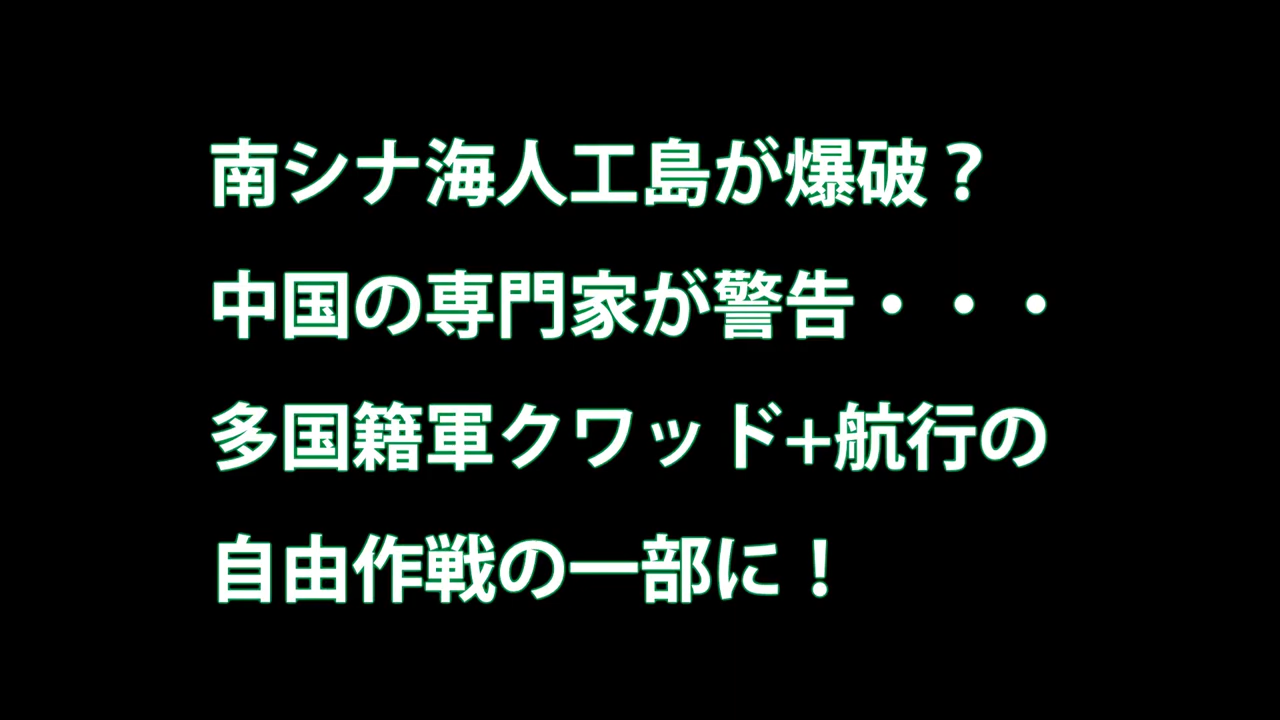 南シナ海人工島が爆破？
中国の専門家が警告・・・
多国籍軍クワッド+航行の
自由作戦の一部に！